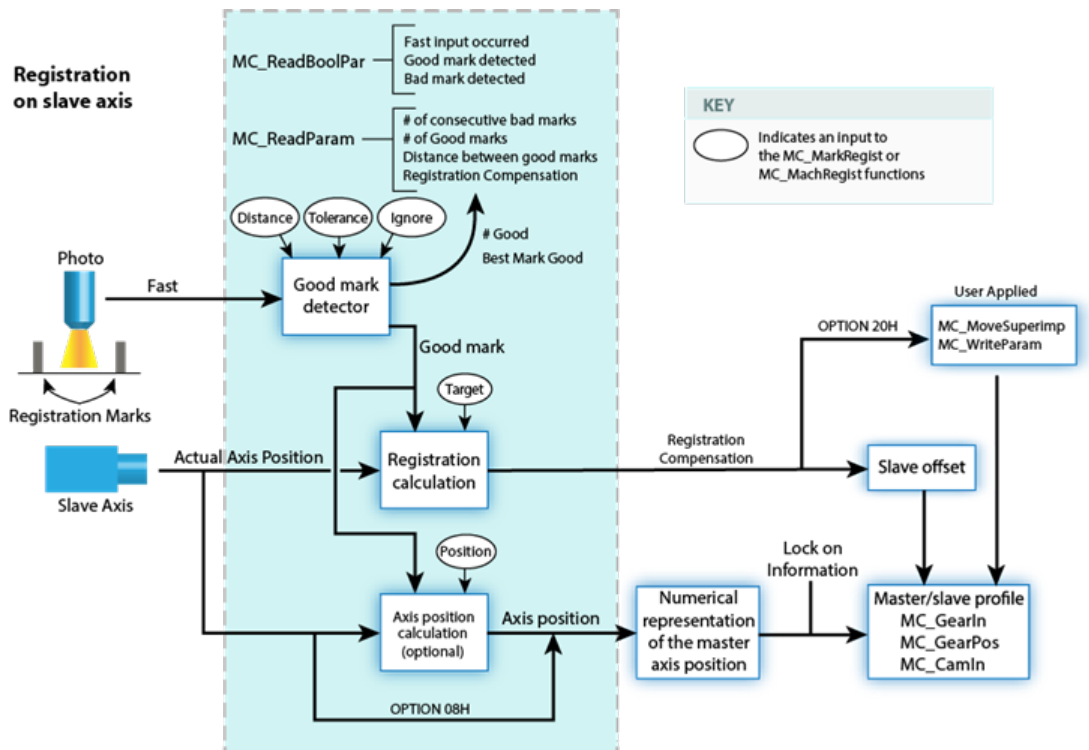 Registration
on slave axis
MC_ReadBoolPar
Fast input occurred
Good mark detected
Bad mark detected
MC_ReadParam
# of consecutive bad marks
# of Good marks
Distance between good marks
Registration Compensation
KEY
Indicates an input to
the MC_MarkRegist or
MC_MachRegist functions
Distance
Tolerance
Ignore
# Good
Best Mark Good
Photo
Fast
Good mark
detector
User Applied
OPTION 20H
MC_MoveSuperimp
MC_WriteParam
Good mark
Target
Registration Marks
Actual Axis Position
Registration
calculation
Registration
Compensation
Slave offset
Slave Axis
Position
Lock on
Information
Axis position
calculation
(optional)
Axis position
Numerical
representation
of the master
axis position
Master/slave profile
MC_GearIn
MC_GearPos
MC_CamIn
OPTION 08H